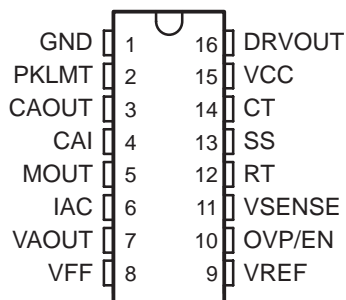 GND 1 16 DRVOUT
PKLMT 2 15 VCC
CAOUT 3 14 CT
CAI 4 13 SS
MOUT 5 12 RT
IAC 6 11 VSENSE
VAOUT 7 10 OVP/EN
VFF 8 9 VREF